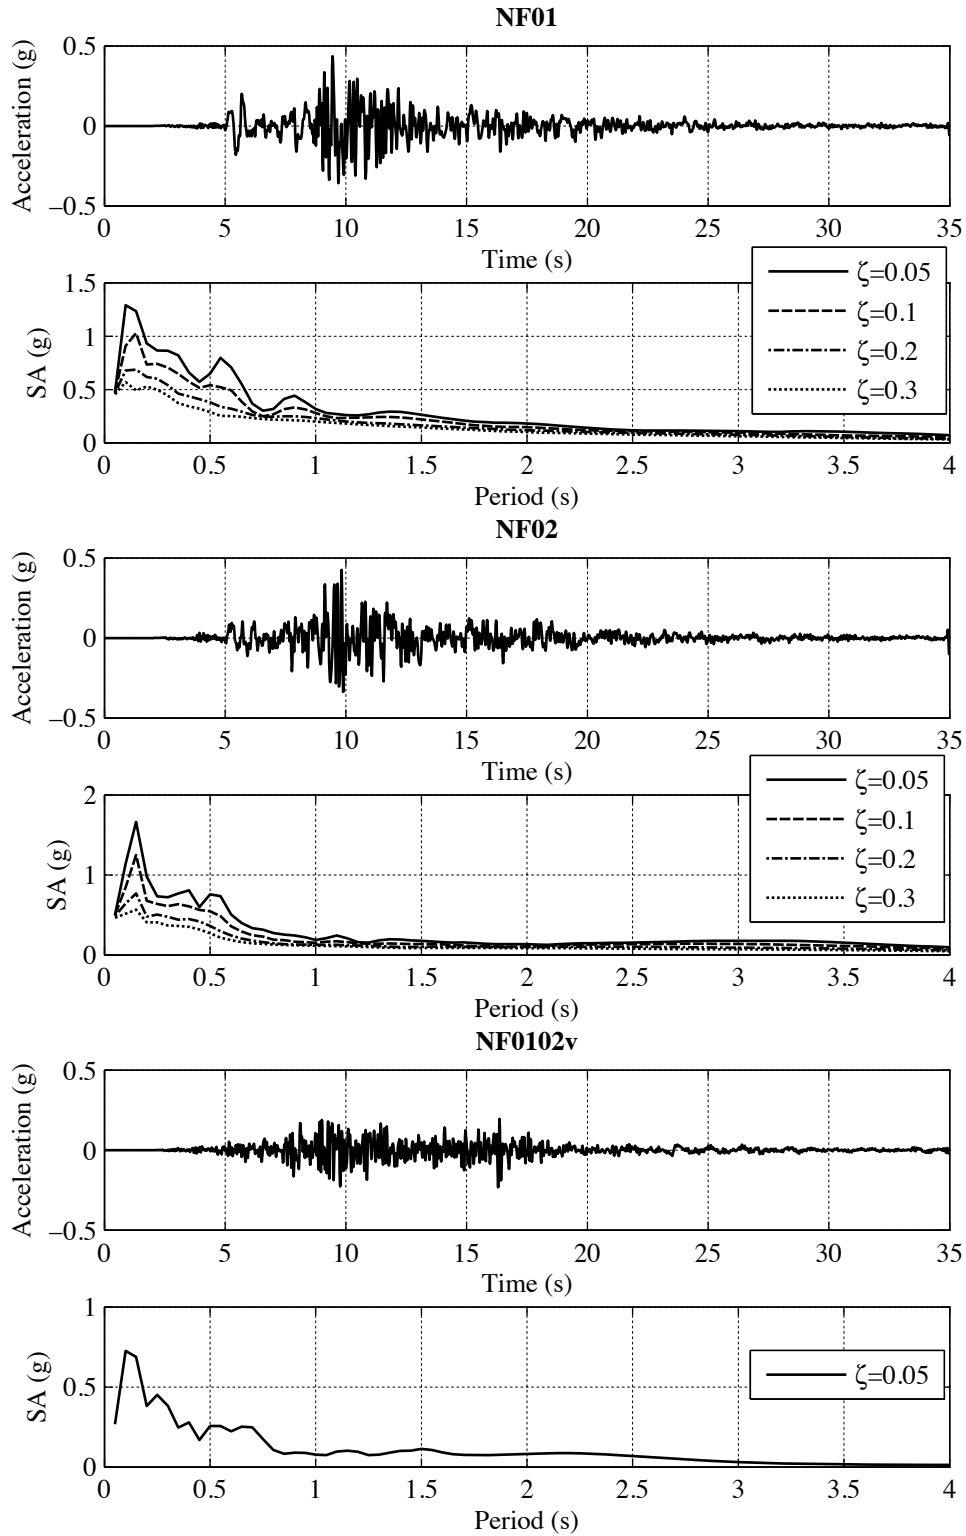 NF01
Acceleration (g)
0.5
0
–0.5
0 5 10 15 20 25 30 35
Time (s)
SA (g)
1.5
1
0.5
0
ζ=0.05
ζ=0.1
ζ=0.2
ζ=0.3
0 0.5 1 1.5 2 2.5 3 3.5 4
Period (s)
NF02
Acceleration (g)
0.5
0
–0.5
0 5 10 15 20 25 30 35
Time (s)
SA (g)
2
1
0
ζ=0.05
ζ=0.1
ζ=0.2
ζ=0.3
0 0.5 1 1.5 2 2.5 3 3.5 4
Period (s)
NF0102v
Acceleration (g)
0.5
0
–0.5
0 5 10 15 20 25 30 35
Time (s)
SA (g)
1
0.5
0
ζ=0.05
0 0.5 1 1.5 2 2.5 3 3.5 4
Period (s)